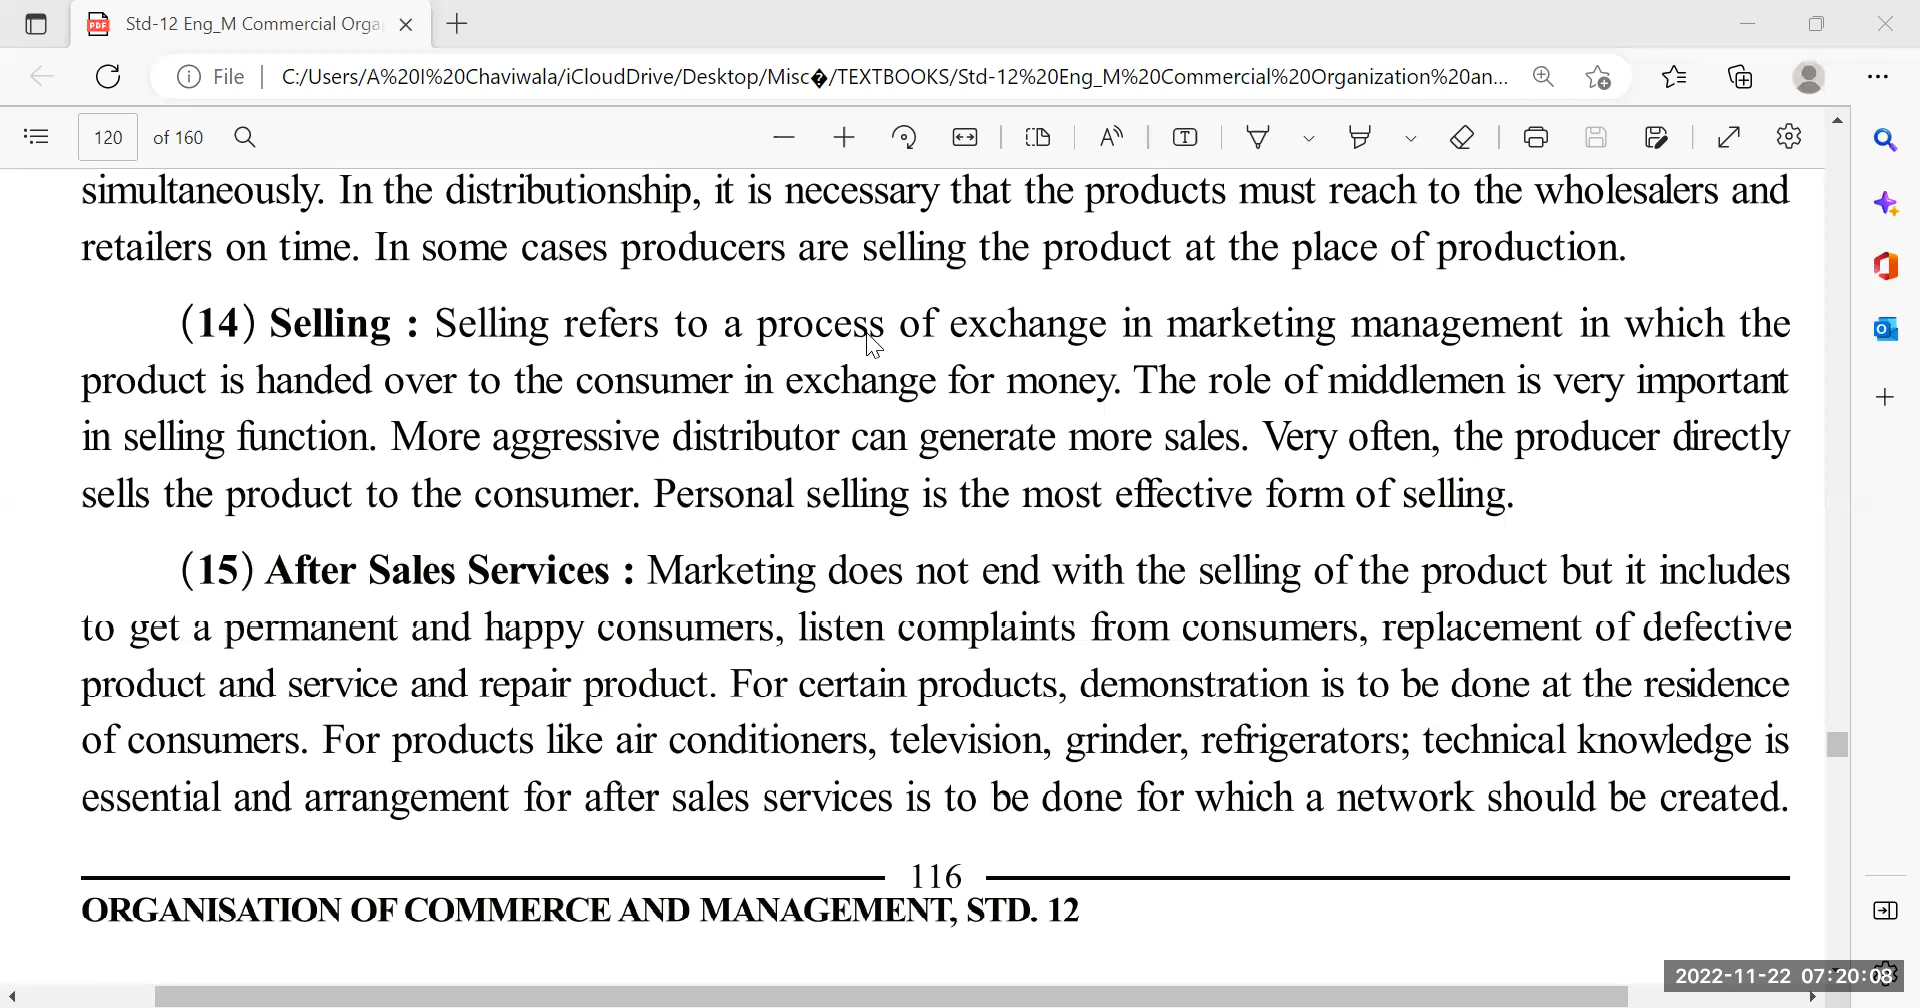 Std-12 Eng_M Commercial Orga
File
C:/Users/A%20I%20Chaviwala/iCloudDrive/Desktop/Misc�/TEXTBOOKS/Std-12%20Eng_M%20Commercial%20Organization%20an...
120 of 160
simultaneously. In the distributionship, it is necessary that the products must reach to the wholesalers and
retailers on time. In some cases producers are selling the product at the place of production.
(14) Selling : Selling refers to a process of exchange in marketing management in which the
product is handed over to the consumer in exchange for money. The role of middlemen is very important
in selling function. More aggressive distributor can generate more sales. Very often, the producer directly
sells the product to the consumer. Personal selling is the most effective form of selling.
(15) After Sales Services : Marketing does not end with the selling of the product but it includes
to get a permanent and happy consumers, listen complaints from consumers, replacement of defective
product and service and repair product. For certain products, demonstration is to be done at the residence
of consumers. For products like air conditioners, television, grinder, refrigerators; technical knowledge is
essential and arrangement for after sales services is to be done for which a network should be created.
116
ORGANISATION OF COMMERCE AND MANAGEMENT, STD. 12
2022-11-22 07:20:08